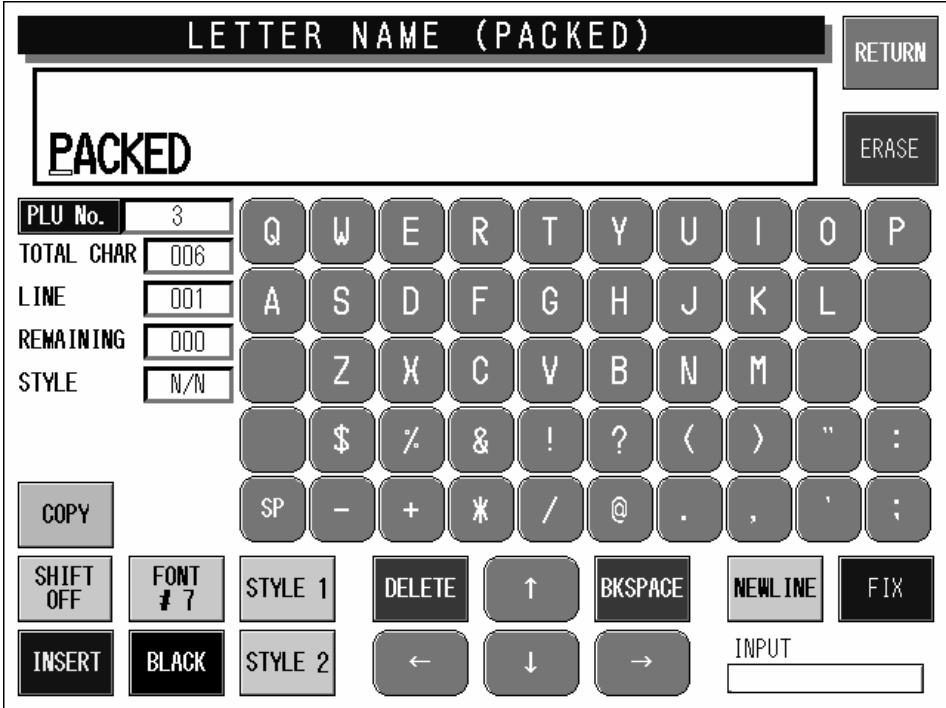 LETTER NAME (PACKED)
RETURN
PACKED
ERASE
PLU No. 3
TOTAL CHAR 006
LINE 001
REMAINING 000
STYLE N/N
Q W E R T Y U I O P
A S D F G H J K L
Z X C V B N M
$ % & ! ? ( ) " :
SP - + * / @ . , ' ;
COPY
SHIFT OFF
FONT # 7
STYLE 1
DELETE
↑
BKSPACE
NEWLINE
FIX
INSERT
BLACK
STYLE 2
← ↓ →
INPUT